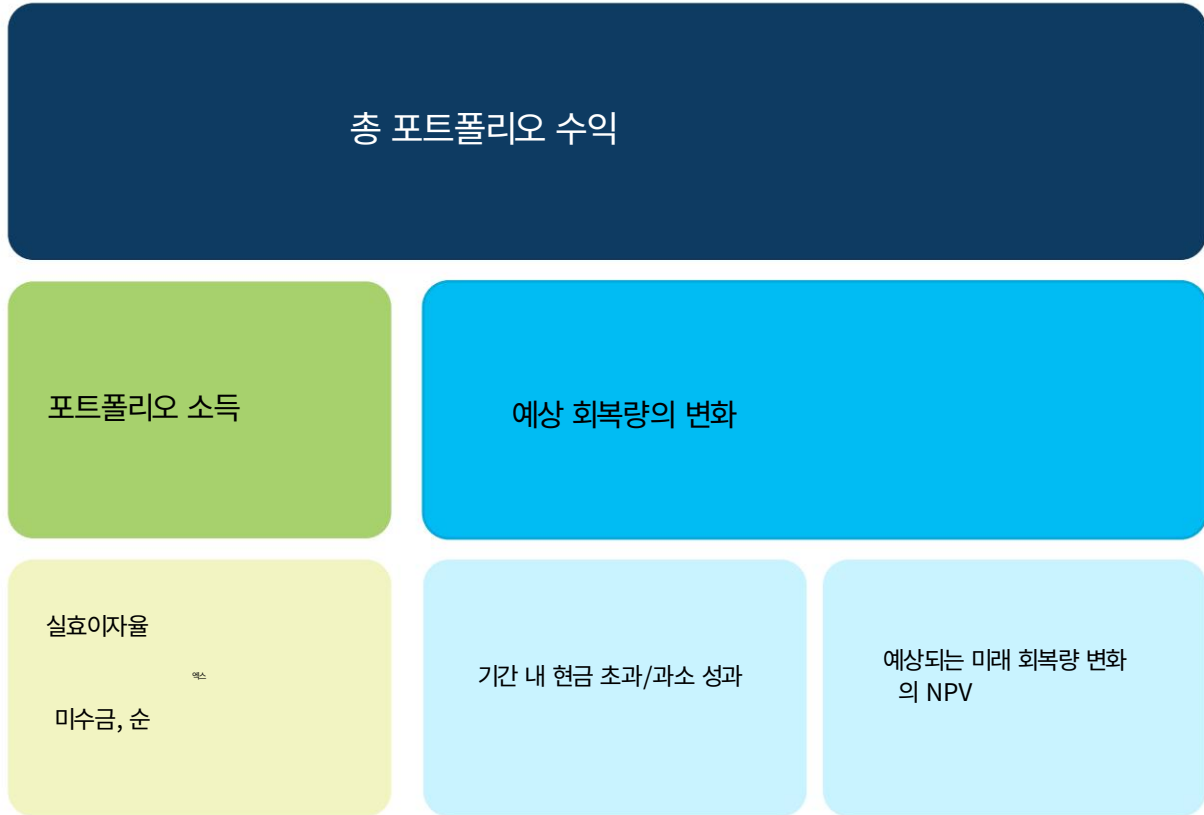 총 포트폴리오 수익
포트폴리오 소득
예상 회복량의 변화
실효이자율
엑스
미수금, 순
기간 내 현금 초과/과소 성과
예상되는 미래 회복량 변화
의 NPV